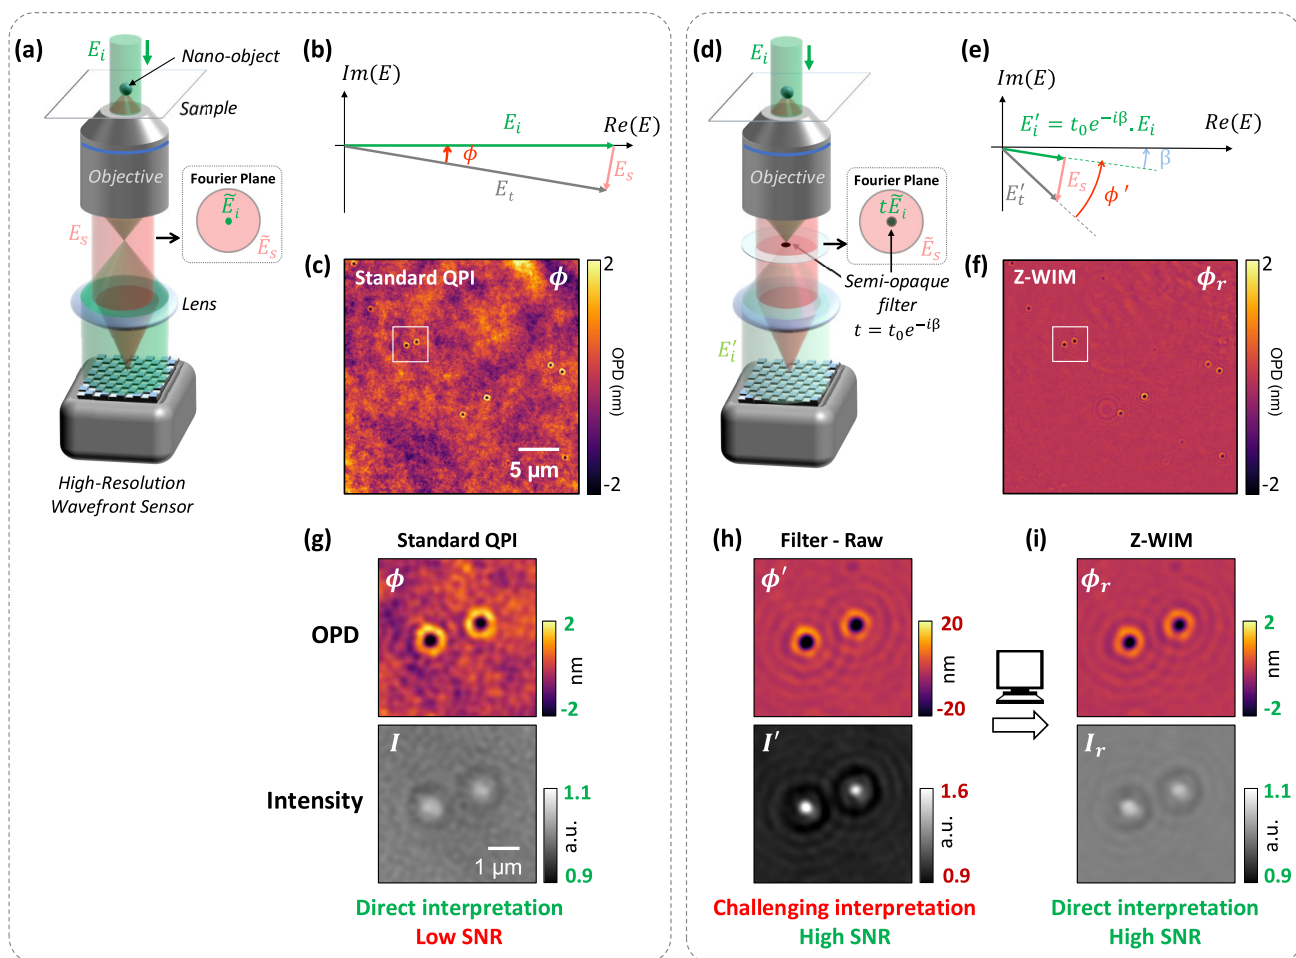 (a)
E_i
Nano-object
Sample
Objective
Fourier Plane
Ẽ_i
Ẽ_s
E_s
Lens
High-Resolution
Wavefront Sensor
(b)
Im(E)
E_i
Re(E)
ϕ
E_s
E_t
(c)
Standard QPI
ϕ
2
OPD (nm)
-2
5 µm
(d)
E_i
Objective
Fourier Plane
tẼ_i
Ẽ_s
Semi-opaque
filter
t = t_0e^{-iβ}
E_i′
(e)
Im(E)
E_i′ = t_0e^{-iβ}.E_i
Re(E)
β
E_s
E_t′
ϕ′
(f)
Z-WIM
ϕ_r
2
OPD (nm)
-2
(g)
Standard QPI
OPD
ϕ
2
nm
-2
Intensity
I
1.1
a.u.
0.9
1 µm
Direct interpretation
Low SNR
(h)
Filter - Raw
ϕ′
20
nm
-20
I′
1.6
a.u.
0.9
Challenging interpretation
High SNR
(i)
Z-WIM
ϕ_r
2
nm
-2
I_r
1.1
a.u.
0.9
Direct interpretation
High SNR